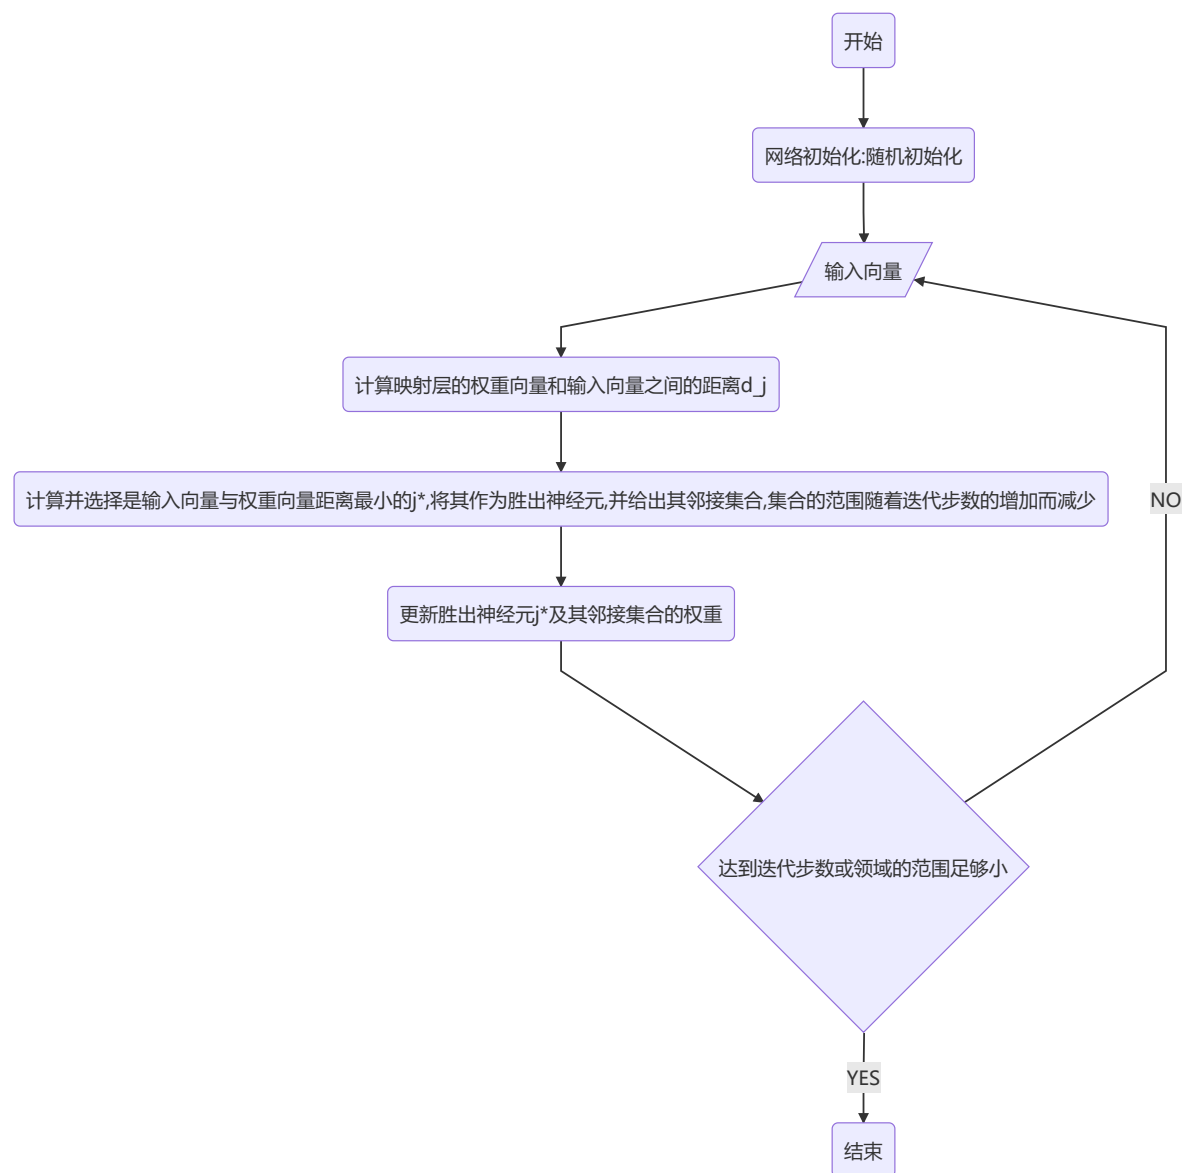 开始
网络初始化:随机初始化
输入向量
计算映射层的权重向量和输入向量之间的距离d_j
计算并选择是输入向量与权重向量距离最小的j*,将其作为胜出神经元,并给出其邻接集合,集合的范围随着迭代步数的增加而减少
NO
更新胜出神经元j*及其邻接集合的权重
达到迭代步数或领域的范围足够小
YES
结束